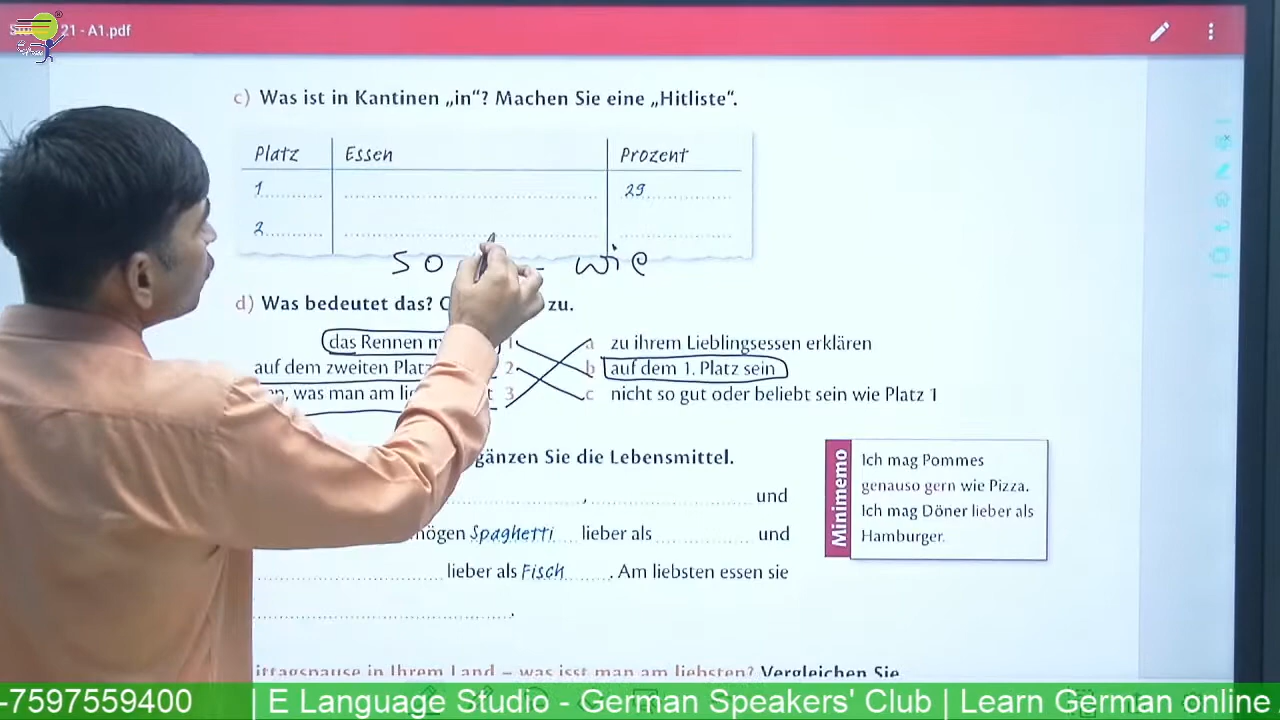 21 - A1.pdf
c) Was ist in Kantinen „in“? Machen Sie eine „Hitliste“.
Platz Essen Prozent
1 29
2
so wie
d) Was bedeutet das? zu.
das Rennen 1 a zu ihrem Lieblingsessen erklären
auf dem zweiten Platz 2 b auf dem 1. Platz sein
was man am 3 c nicht so gut oder beliebt sein wie Platz 1
gänzen Sie die Lebensmittel.
, und
mögen Spaghetti lieber als und
lieber als Fisch . Am liebsten essen sie
.
Minimemo
Ich mag Pommes
genauso gern wie Pizza.
Ich mag Döner lieber als
Hamburger.
ittagspause in Ihrem Land – was isst man am liebsten? Vergleichen Sie
-7597559400 | E Language Studio - German Speakers' Club | Learn German online